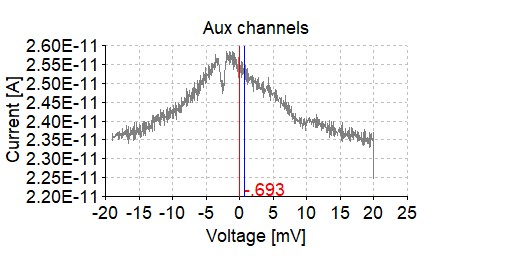 Aux channels
Current [A]
2.60E-11
2.55E-11
2.50E-11
2.45E-11
2.40E-11
2.35E-11
2.30E-11
2.25E-11
2.20E-11
-.693
-20 -15 -10 -5 0 5 10 15 20 25
Voltage [mV]